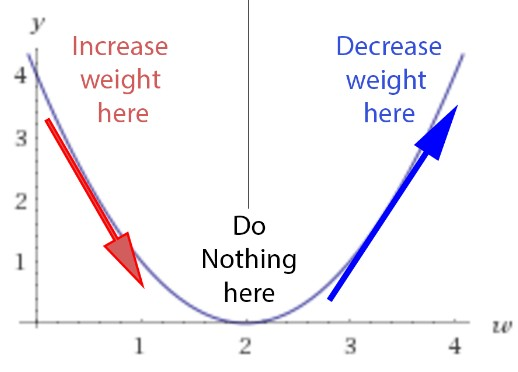 y
Increase
weight
here
Decrease
weight
here
4
3
2
1
Do
Nothing
here
w
1
2
3
4